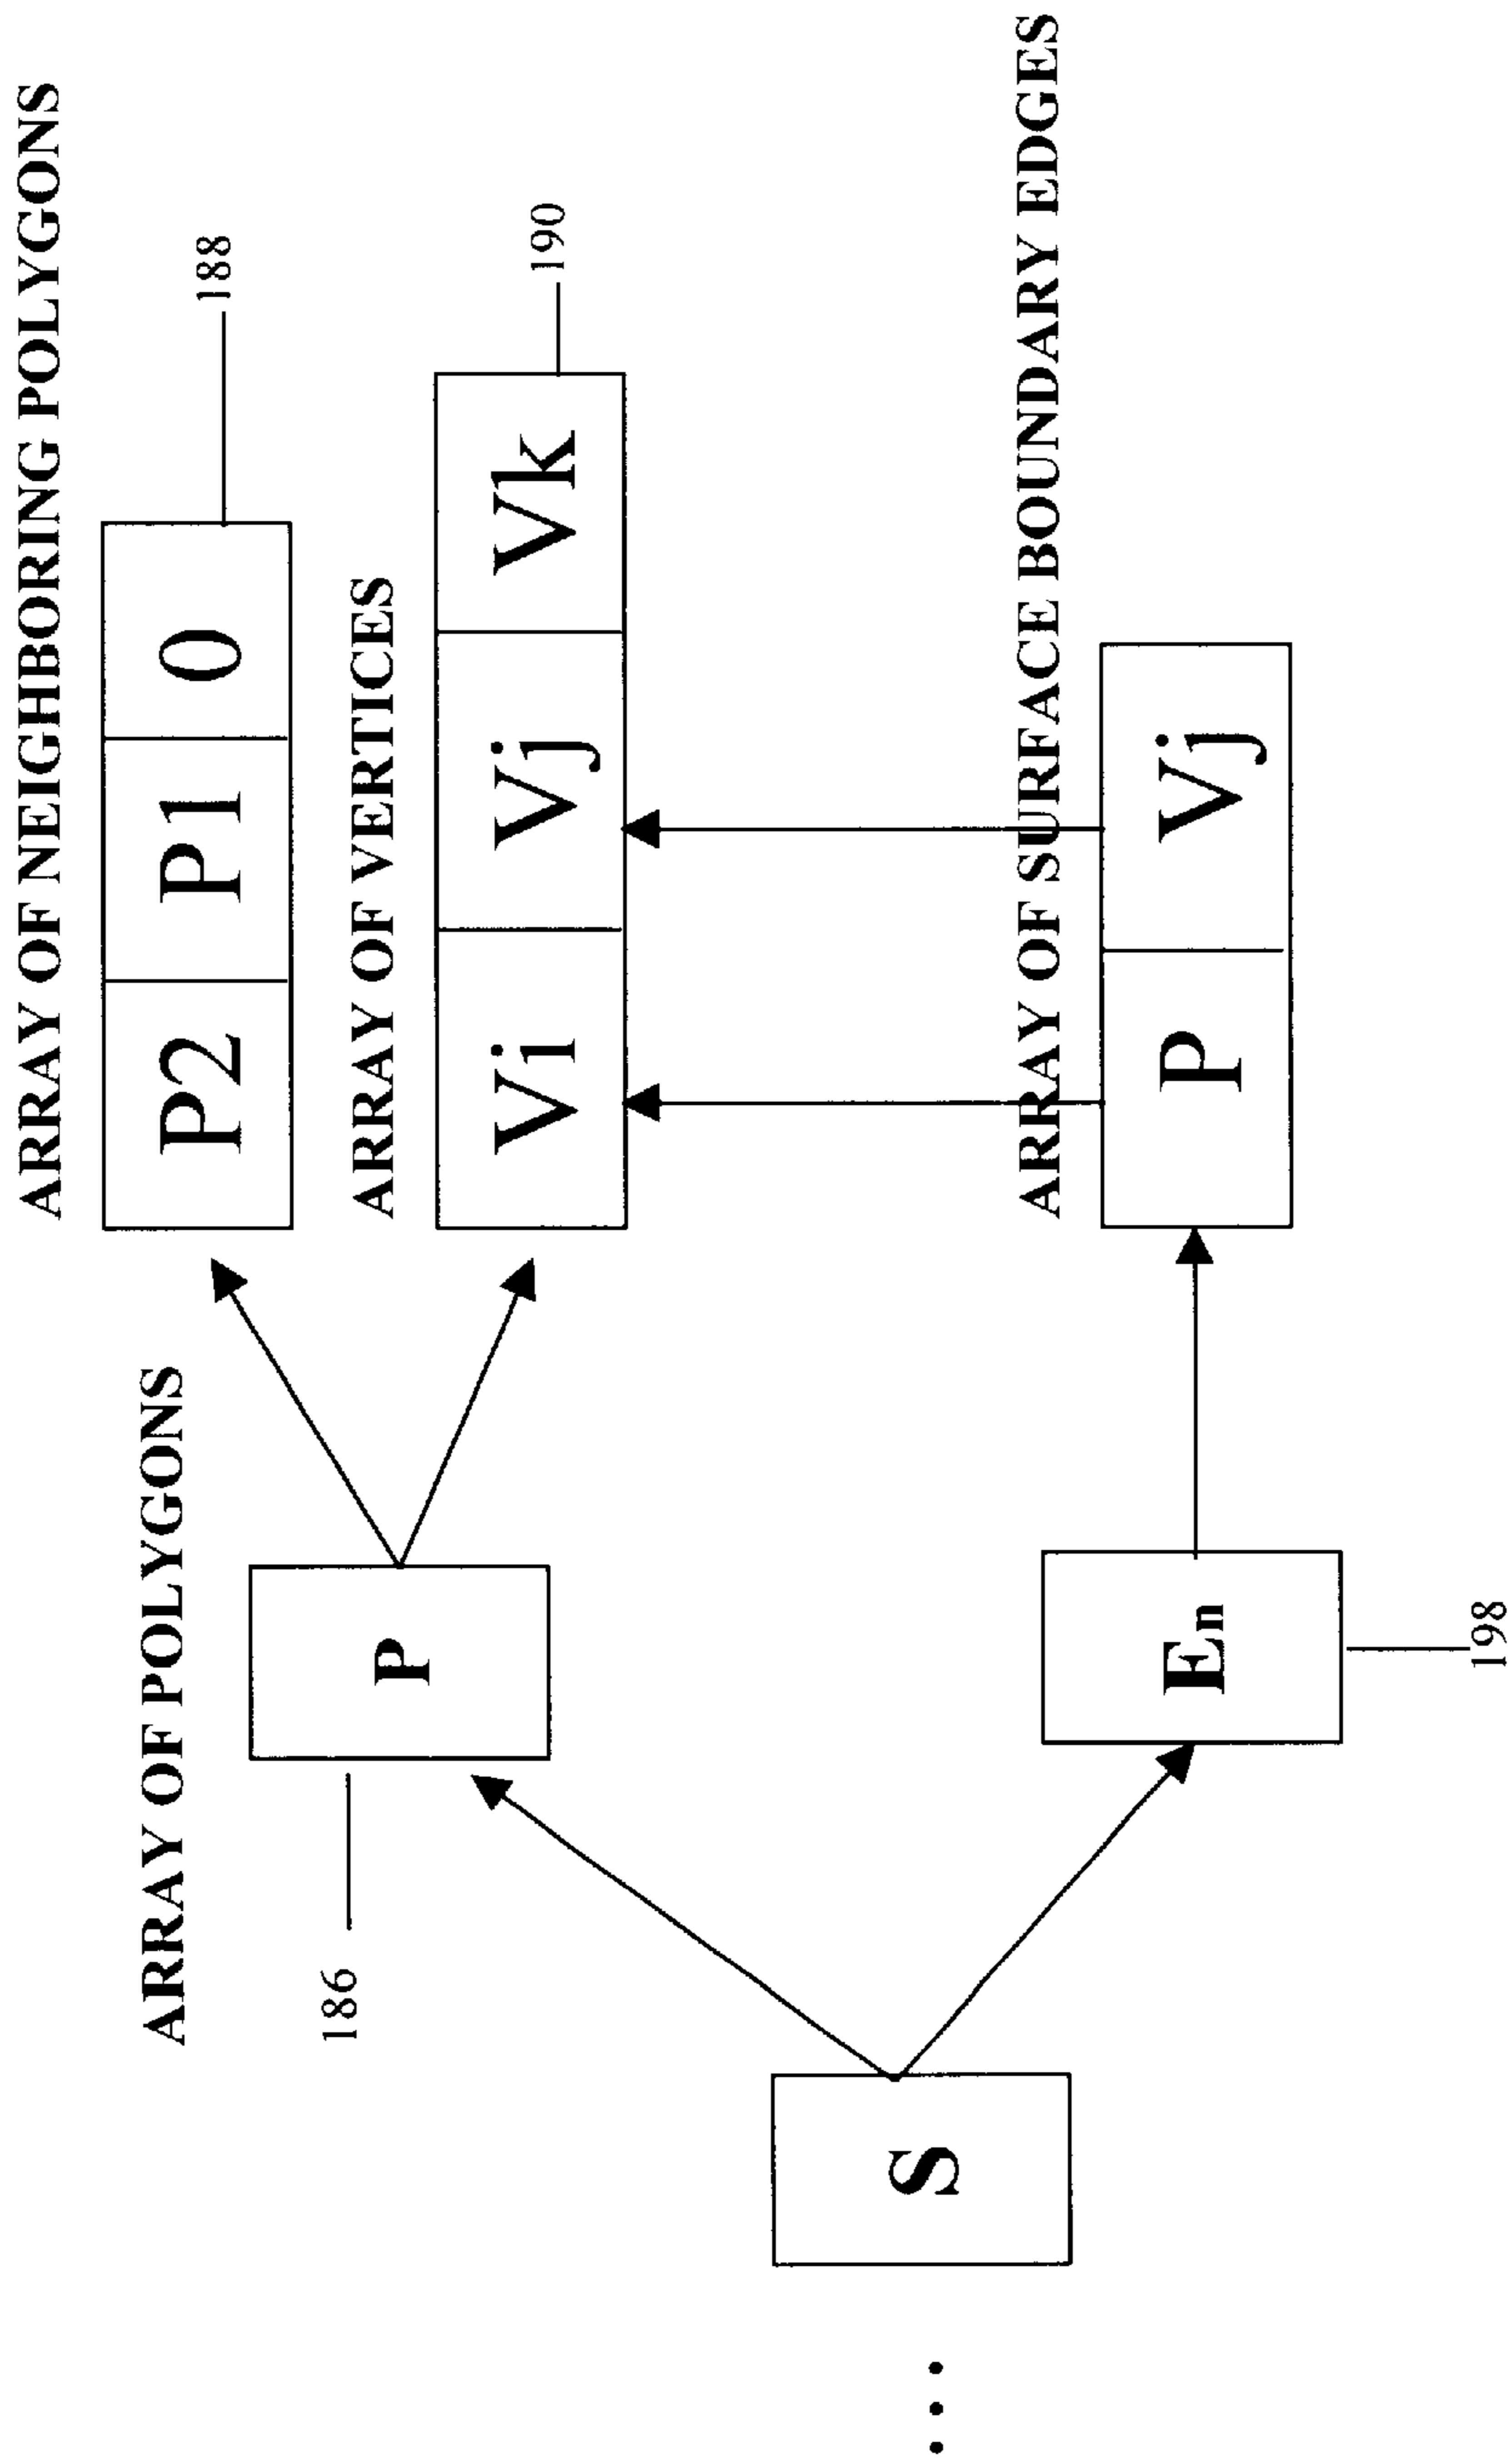 ARRAY OF NEIGHBORING POLYGONS
P2 P1 0
188
ARRAY OF POLYGONS
P
186
ARRAY OF VERTICES
Vi Vj Vk
190
S
ARRAY OF SURFACE BOUNDARY EDGES
En
P Vj
198
...